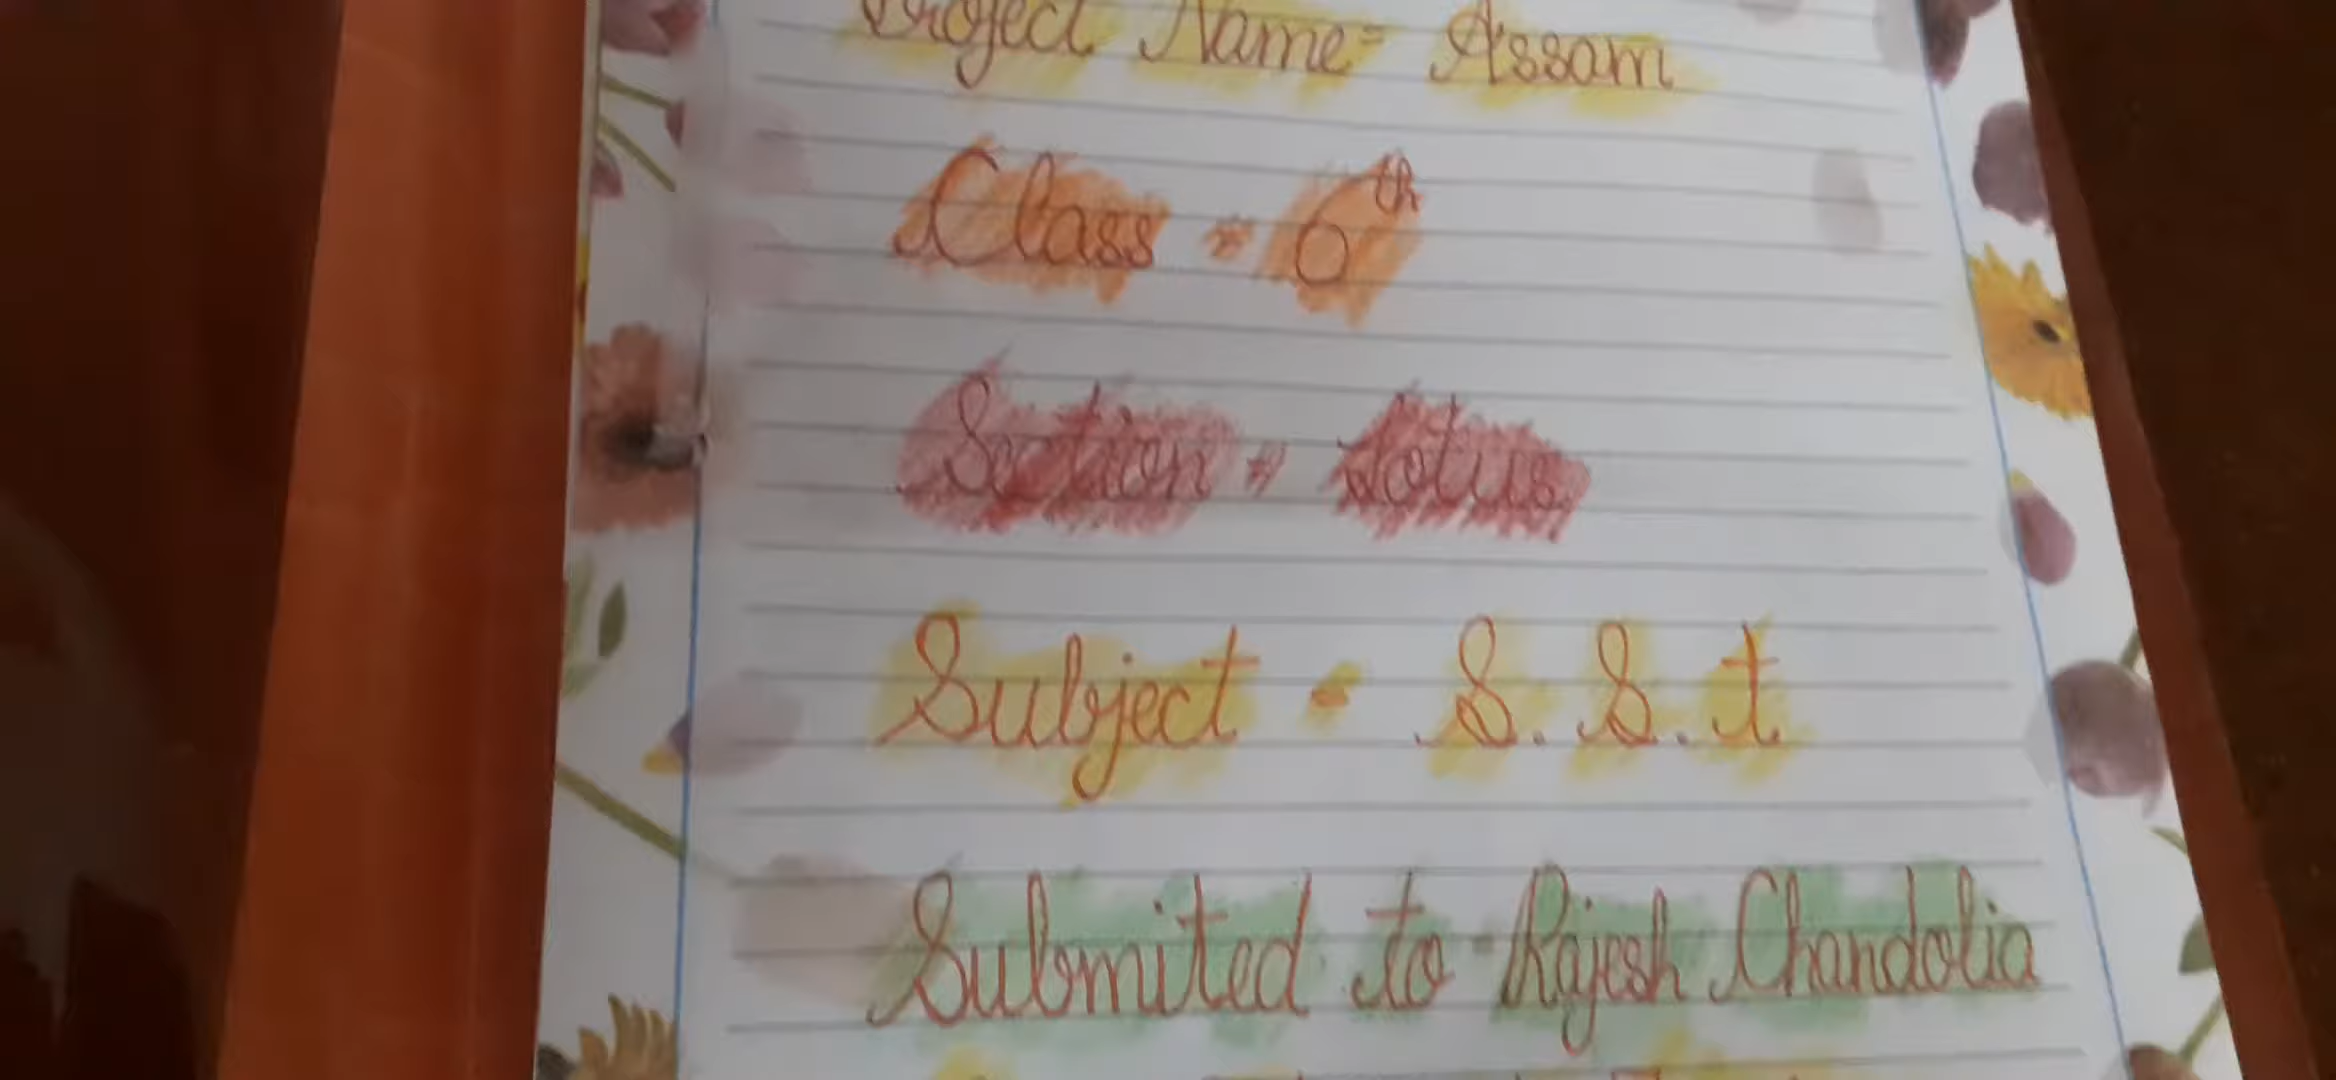 Project Name = Assam
Class = 6th
Section = Lotus
Subject - S.S.t
Submited to - Rajesh Chandolia